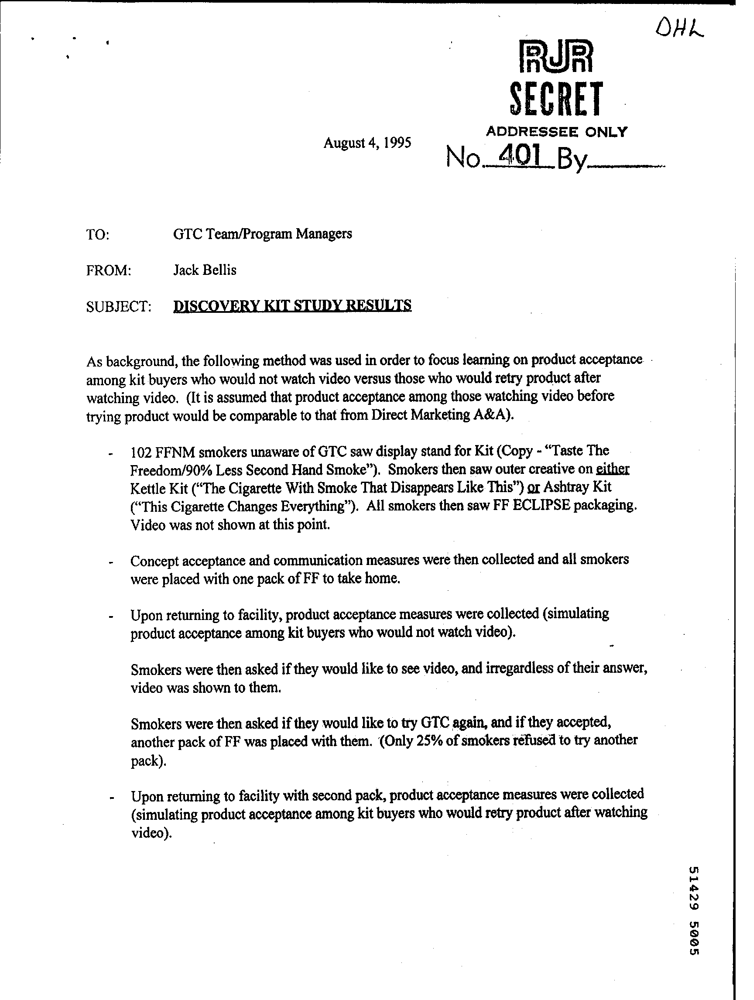 DHL
RJR
SECRET
ADDRESSEE ONLY
August 4, 1995
No. 401 By
TO: GTC Team/Program Managers
FROM: Jack Bellis
SUBJECT: DISCOVERY KIT STUDY RESULTS
As background, the following method was used in order to focus learning on product acceptance
among kit buyers who would not watch video versus those who would retry product after
watching video. (It is assumed that product acceptance among those watching video before
trying product would be comparable to that from Direct Marketing A&A).
- 102 FFNM smokers unaware of GTC saw display stand for Kit (Copy - “Taste The
Freedom/90% Less Second Hand Smoke”). Smokers then saw outer creative on either
Kettle Kit (“The Cigarette With Smoke That Disappears Like This”) or Ashtray Kit
(“This Cigarette Changes Everything”). All smokers then saw FF ECLIPSE packaging.
Video was not shown at this point.
- Concept acceptance and communication measures were then collected and all smokers
were placed with one pack of FF to take home.
- Upon returning to facility, product acceptance measures were collected (simulating
product acceptance among kit buyers who would not watch video).
Smokers were then asked if they would like to see video, and irregardless of their answer,
video was shown to them.
Smokers were then asked if they would like to try GTC again, and if they accepted,
another pack of FF was placed with them. (Only 25% of smokers refused to try another
pack).
- Upon returning to facility with second pack, product acceptance measures were collected
(simulating product acceptance among kit buyers who would retry product after watching
video).
51429 5005